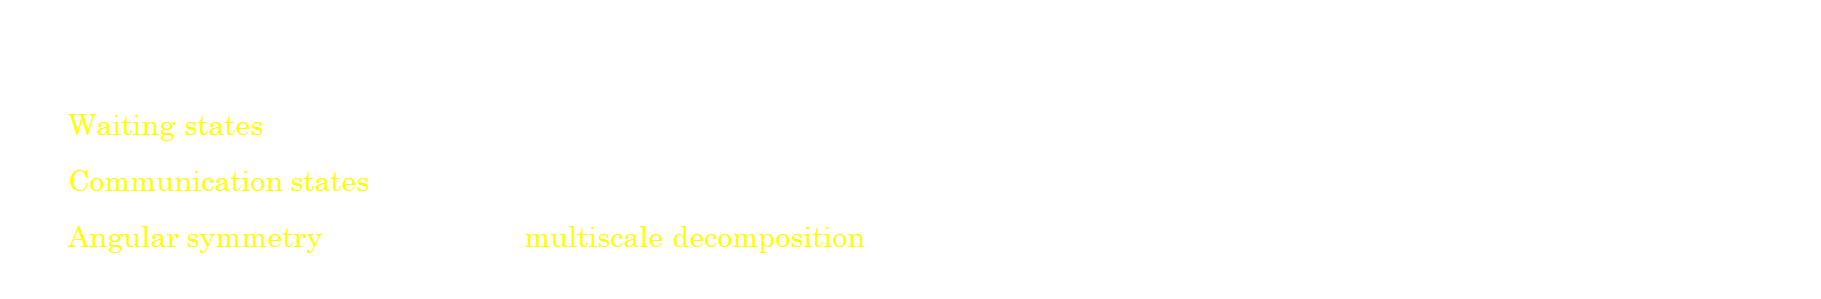 Waiting states
Communication states
Angular symmetry multiscale decomposition